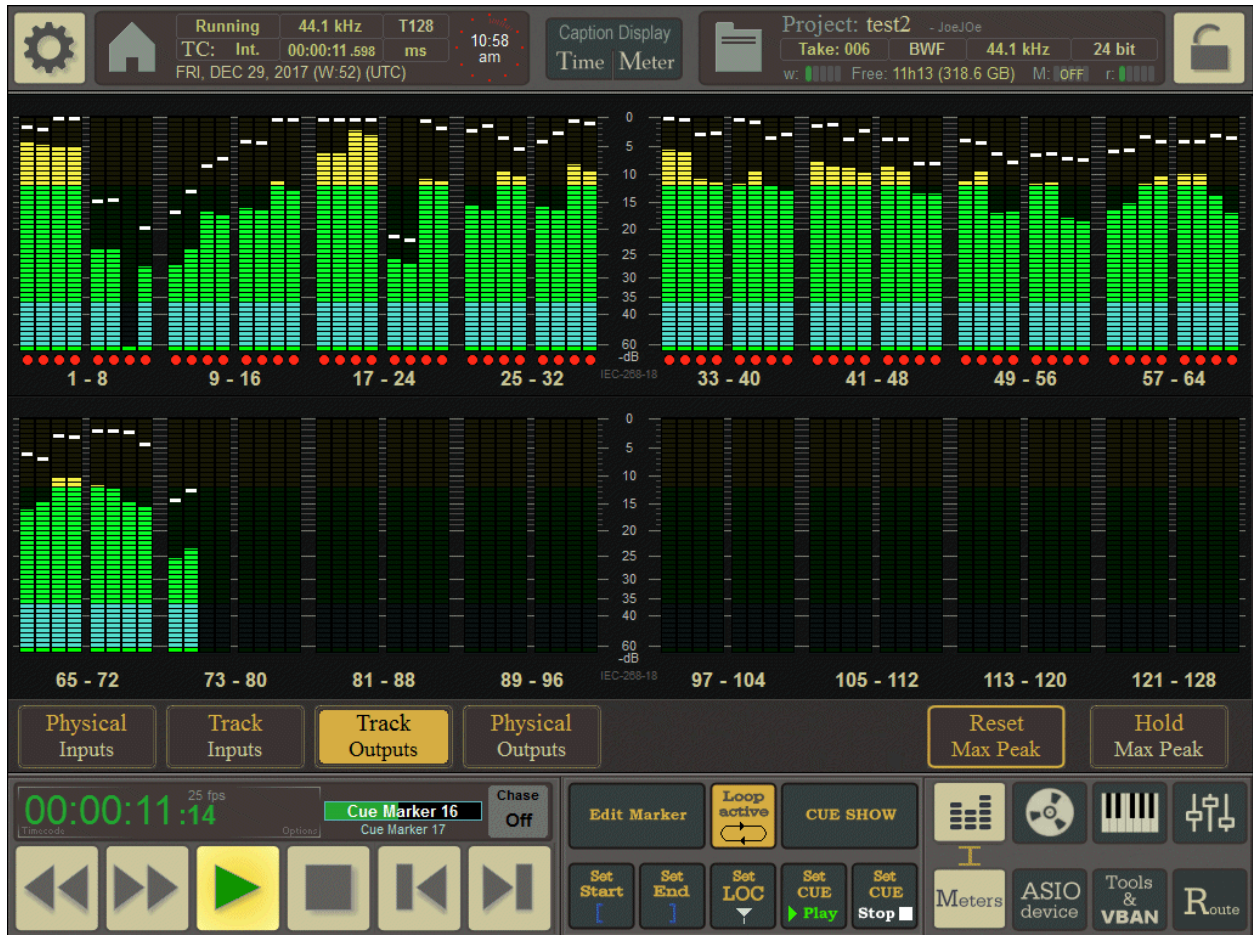 Running 44.1 kHz T128
TC: Int. 00:00:11 .598 ms
FRI, DEC 29, 2017 (W:52) (UTC)
10:58
am
Caption Display
Time Meter
Project: test2 - JoeJOe
Take: 006 BWF 44.1 kHz 24 bit
w: Free: 11h13 (318.6 GB) M: OFF r:
0
5
10
15
20
25
30
35
40
60
-dB
IEC-268-18
1 - 8 9 - 16 17 - 24 25 - 32 33 - 40 41 - 48 49 - 56 57 - 64
0
5
10
15
20
25
30
35
40
60
-dB
IEC-268-18
65 - 72 73 - 80 81 - 88 89 - 96 97 - 104 105 - 112 113 - 120 121 - 128
Physical
Inputs
Track
Inputs
Track
Outputs
Physical
Outputs
Reset
Max Peak
Hold
Max Peak
00:00:11 :14
25 fps
Timecode
Options
Cue Marker 16
Cue Marker 17
Chase
Off
Edit Marker
Loop
active
CUE SHOW
Set
Start
[
Set
End
]
Set
LOC
Set
CUE
Play
Set
CUE
Stop
Meters
ASIO
device
Tools
&
VBAN
Route